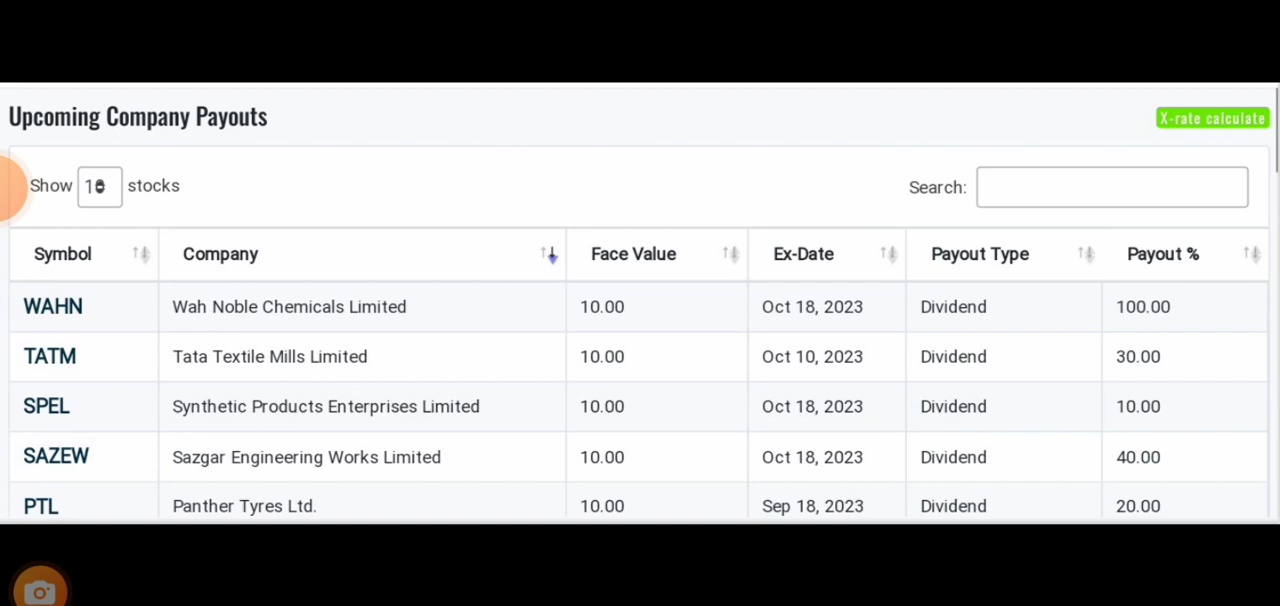 Upcoming Company Payouts X-rate calculate
Show 10 stocks Search:
Symbol Company Face Value Ex-Date Payout Type Payout %
WAHN Wah Noble Chemicals Limited 10.00 Oct 18, 2023 Dividend 100.00
TATM Tata Textile Mills Limited 10.00 Oct 10, 2023 Dividend 30.00
SPEL Synthetic Products Enterprises Limited 10.00 Oct 18, 2023 Dividend 10.00
SAZEW Sazgar Engineering Works Limited 10.00 Oct 18, 2023 Dividend 40.00
PTL Panther Tyres Ltd. 10.00 Sep 18, 2023 Dividend 20.00